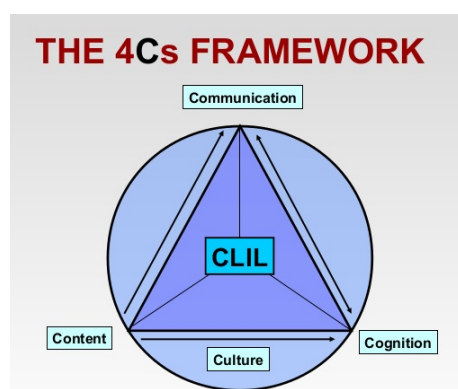 THE 4Cs FRAMEWORK
Communication
CLIL
Content
Culture
Cognition